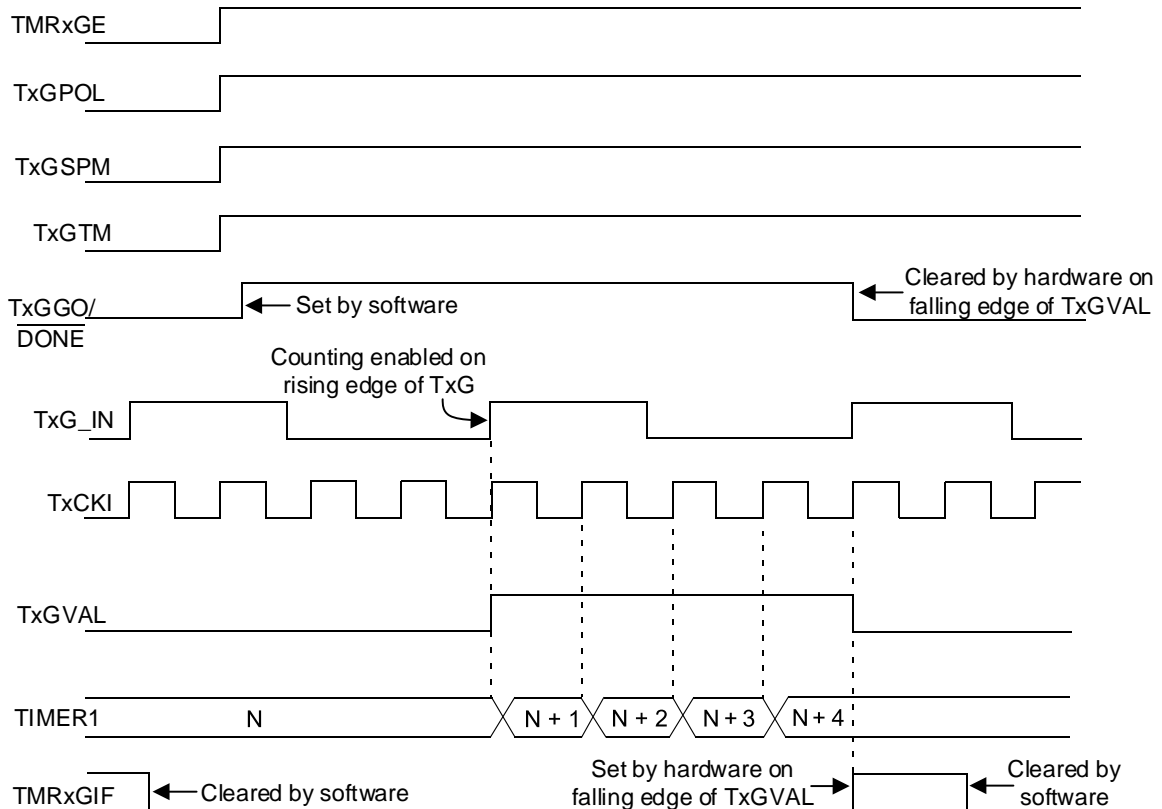 TMRxGE
TxGPOL
TxGSPM
TxGTM
TxGGO/
DONE
Set by software
Cleared by hardware on
falling edge of TxGVAL
Counting enabled on
rising edge of TxG
TxG_IN
TxCKI
TxGVAL
TIMER1
N
N + 1
N + 2
N + 3
N + 4
TMRxGIF
Cleared by software
Set by hardware on
falling edge of TxGVAL
Cleared by
software